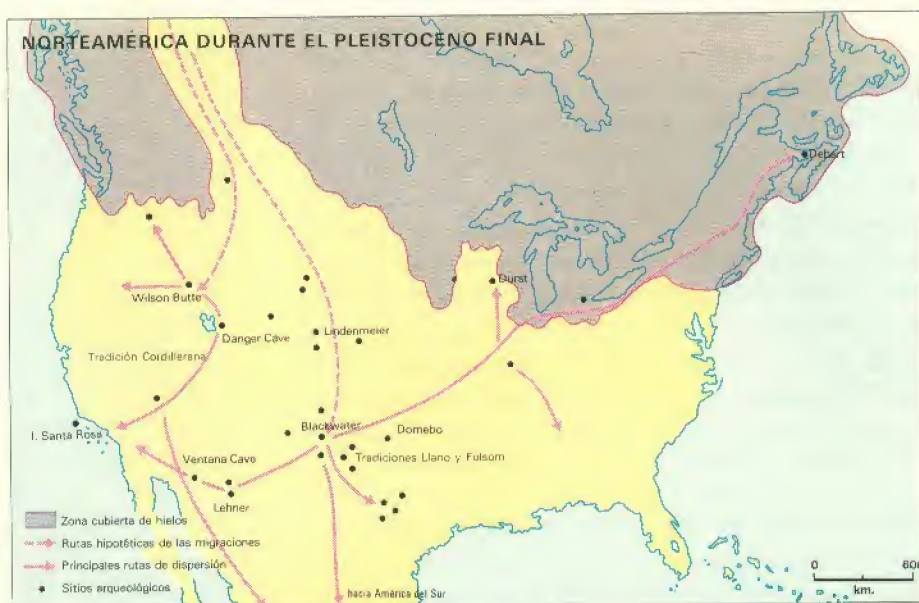 NORTEAMÉRICA DURANTE EL PLEISTOCENO FINAL
Debert
Durst
Wilson Butte
Danger Cave
Lindenmeier
Tradición Cordillerana
I. Santa Rosa
Blackwater
Domebo
Ventana Cave
Tradiciones Llano y Fulsom
Lehner
Zona cubierta de hielos
Rutas hipotéticas de las migraciones
Principales rutas de dispersión
Sitios arqueológicos
hacia América del Sur
0 600
km.